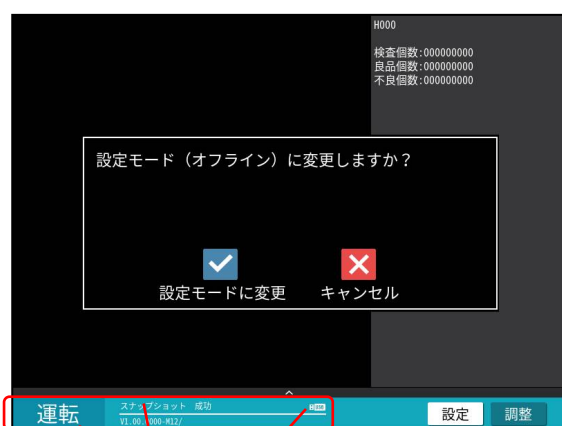 H000
検査個数:000000000
良品個数:000000000
不良個数:000000000
設定モード（オフライン）に変更しますか？
設定モードに変更
キャンセル
運転
スナップショット 成功
設定
調整